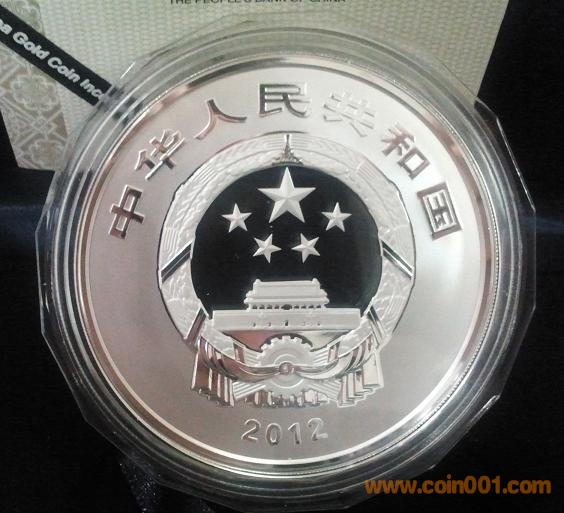 THE PEOPLE'S BANK OF CHINA
na Gold Coin Inc
中华人民共和国
2012
www.coin001.com